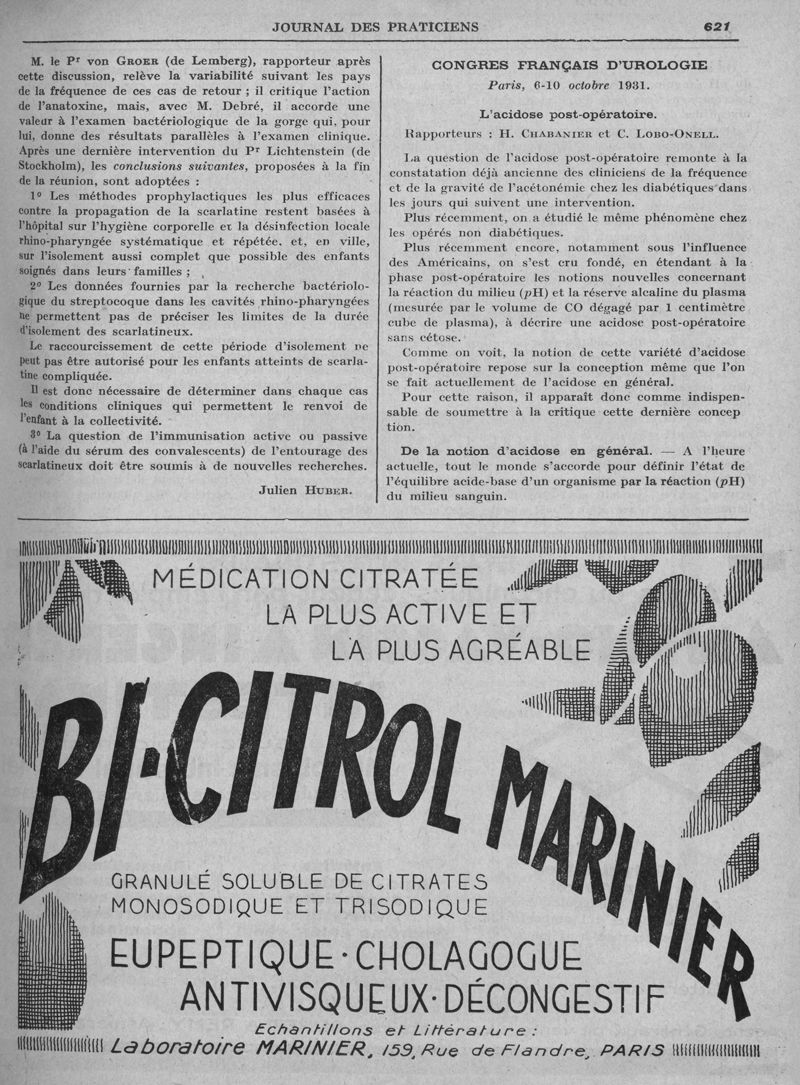 JOURNAL DES PRATICIENS
621
M. le Pr von GROER (de Lemberg), rapporteur après
cette discussion, relève la variabilité suivant les pays
de la fréquence de ces cas de retour ; il critique l'action
de l'anatoxine, mais, avec M. Debré, il accorde une
valeur à l'examen bactériologique de la gorge qui, pour
lui, donne des résultats parallèles à l'examen clinique.
Après une dernière intervention du Pr Lichtenstein (de
Stockholm), les conclusions suivantes, proposées à la fin
de la réunion, sont adoptées :
1° Les méthodes prophylactiques les plus efficaces
contre la propagation de la scarlatine restent basées à
l'hôpital sur l'hygiène corporelle et la désinfection locale
rhino-pharyngée systématique et répétée, et, en ville,
sur l'isolement aussi complet que possible des enfants
soignés dans leurs familles ;
2° Les données fournies par la recherche bactériolo-
gique du streptocoque dans les cavités rhino-pharyngées
ne permettent pas de préciser les limites de la durée
d'isolement des scarlatineux.
Le raccourcissement de cette période d'isolement ne
peut pas être autorisé pour les enfants atteints de scarla-
tine compliquée.
Il est donc nécessaire de déterminer dans chaque cas
les conditions cliniques qui permettent le renvoi de
l'enfant à la collectivité.
3° La question de l'immunisation active ou passive
(à l'aide du sérum des convalescents) de l'entourage des
scarlatineux doit être soumis à de nouvelles recherches.
Julien HUBER.
CONGRES FRANÇAIS D'UROLOGIE
Paris, 6-10 octobre 1931.
L'acidose post-opératoire.
Rapporteurs : H. CHABANIER et C. LOBO-ONELL.
La question de l'acidose post-opératoire remonte à la
constatation déjà ancienne des cliniciens de la fréquence
et de la gravité de l'acétonémie chez les diabétiques dans
les jours qui suivent une intervention.
Plus récemment, on a étudié le même phénomène chez
les opérés non diabétiques.
Plus récemment encore, notamment sous l'influence
des Américains, on s'est cru fondé, en étendant à la
phase post-opératoire les notions nouvelles concernant
la réaction du milieu (pH) et la réserve alcaline du plasma
(mesurée par le volume de CO dégagé par 1 centimètre
cube de plasma), à décrire une acidose post-opératoire
sans cétose.
Comme on voit, la notion de cette variété d'acidose
post-opératoire repose sur la conception même que l'on
se fait actuellement de l'acidose en général.
Pour cette raison, il apparaît donc comme indispen-
sable de soumettre à la critique cette dernière concep
tion.
De la notion d'acidose en général. — A l'heure
actuelle, tout le monde s'accorde pour définir l'état de
l'équilibre acide-base d'un organisme par la réaction (pH)
du milieu sanguin.
MÉDICATION CITRATÉE
LA PLUS ACTIVE ET
LA PLUS AGRÉABLE
BI-CITROL MARINIER
GRANULÉ SOLUBLE DE CITRATES
MONOSODIQUE ET TRISODIQUE
EUPEPTIQUE·CHOLAGOGUE
ANTIVISQUEUX·DÉCONGESTIF
Echantillons et Littérature :
Laboratoire MARINIER, 159, Rue de Flandre, PARIS